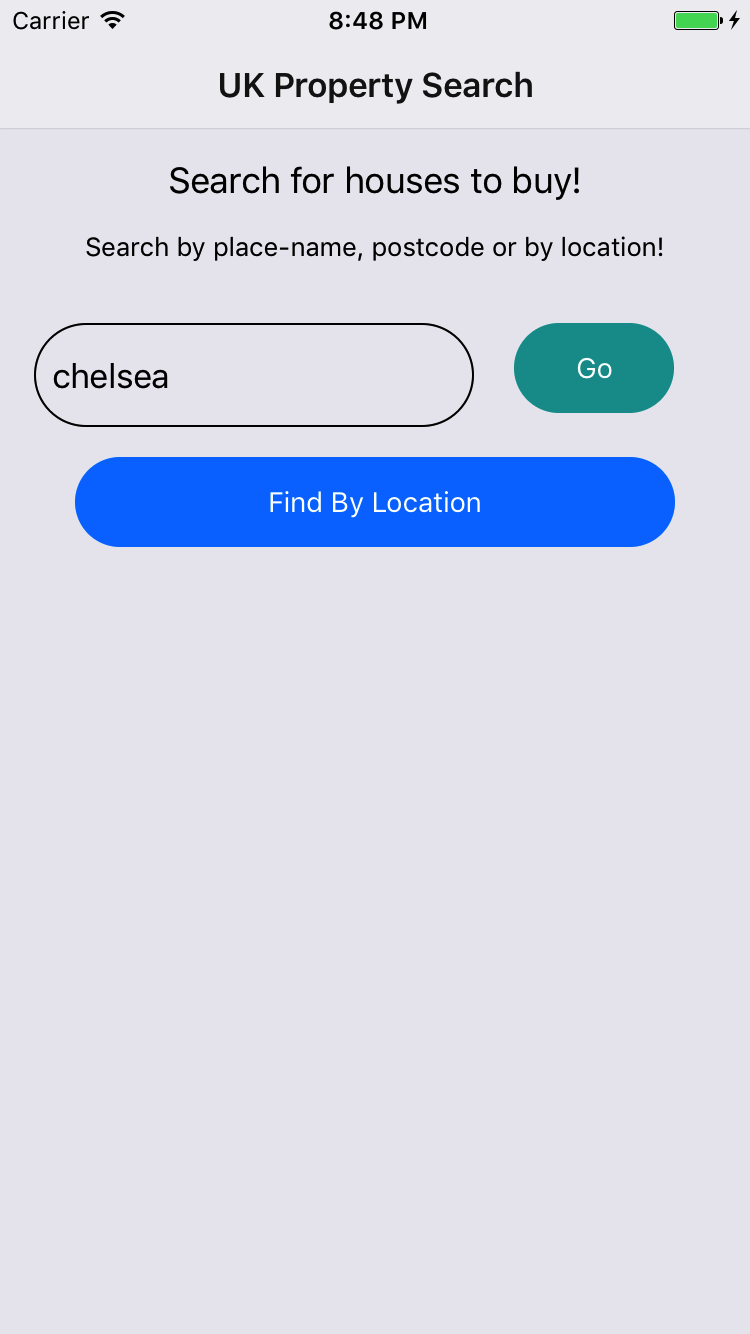 Carrier 8:48 PM
UK Property Search
Search for houses to buy!
Search by place-name, postcode or by location!
chelsea Go
Find By Location